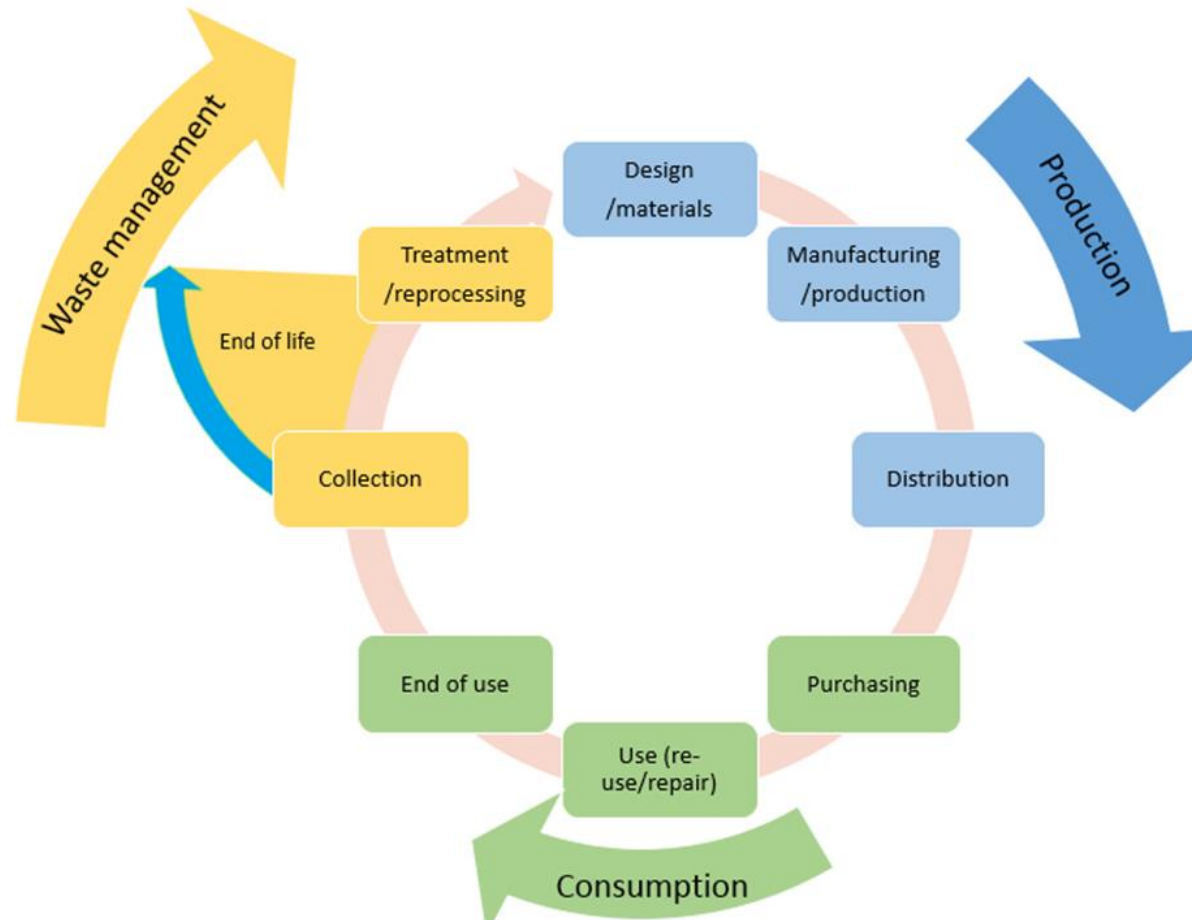 Waste management
Production
Design
/materials
Manufacturing
/production
Distribution
Purchasing
Use (re-
use/repair)
End of use
Collection
End of life
Treatment
/reprocessing
Consumption